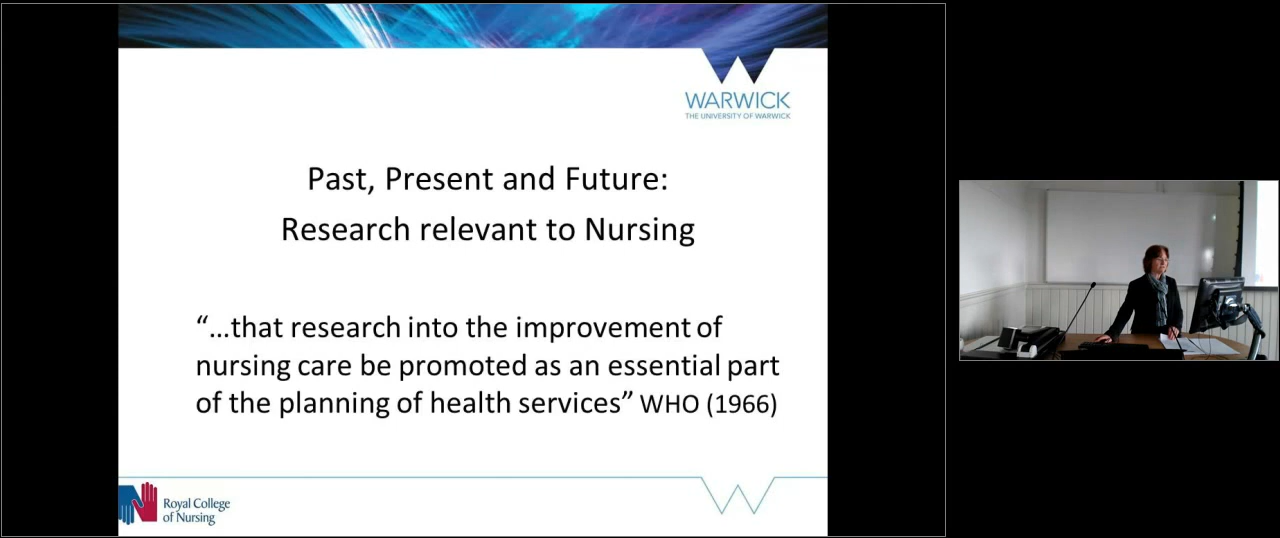 WARWICK
THE UNIVERSITY OF WARWICK
Past, Present and Future:
Research relevant to Nursing
“...that research into the improvement of
nursing care be promoted as an essential part
of the planning of health services” WHO (1966)
Royal College
of Nursing